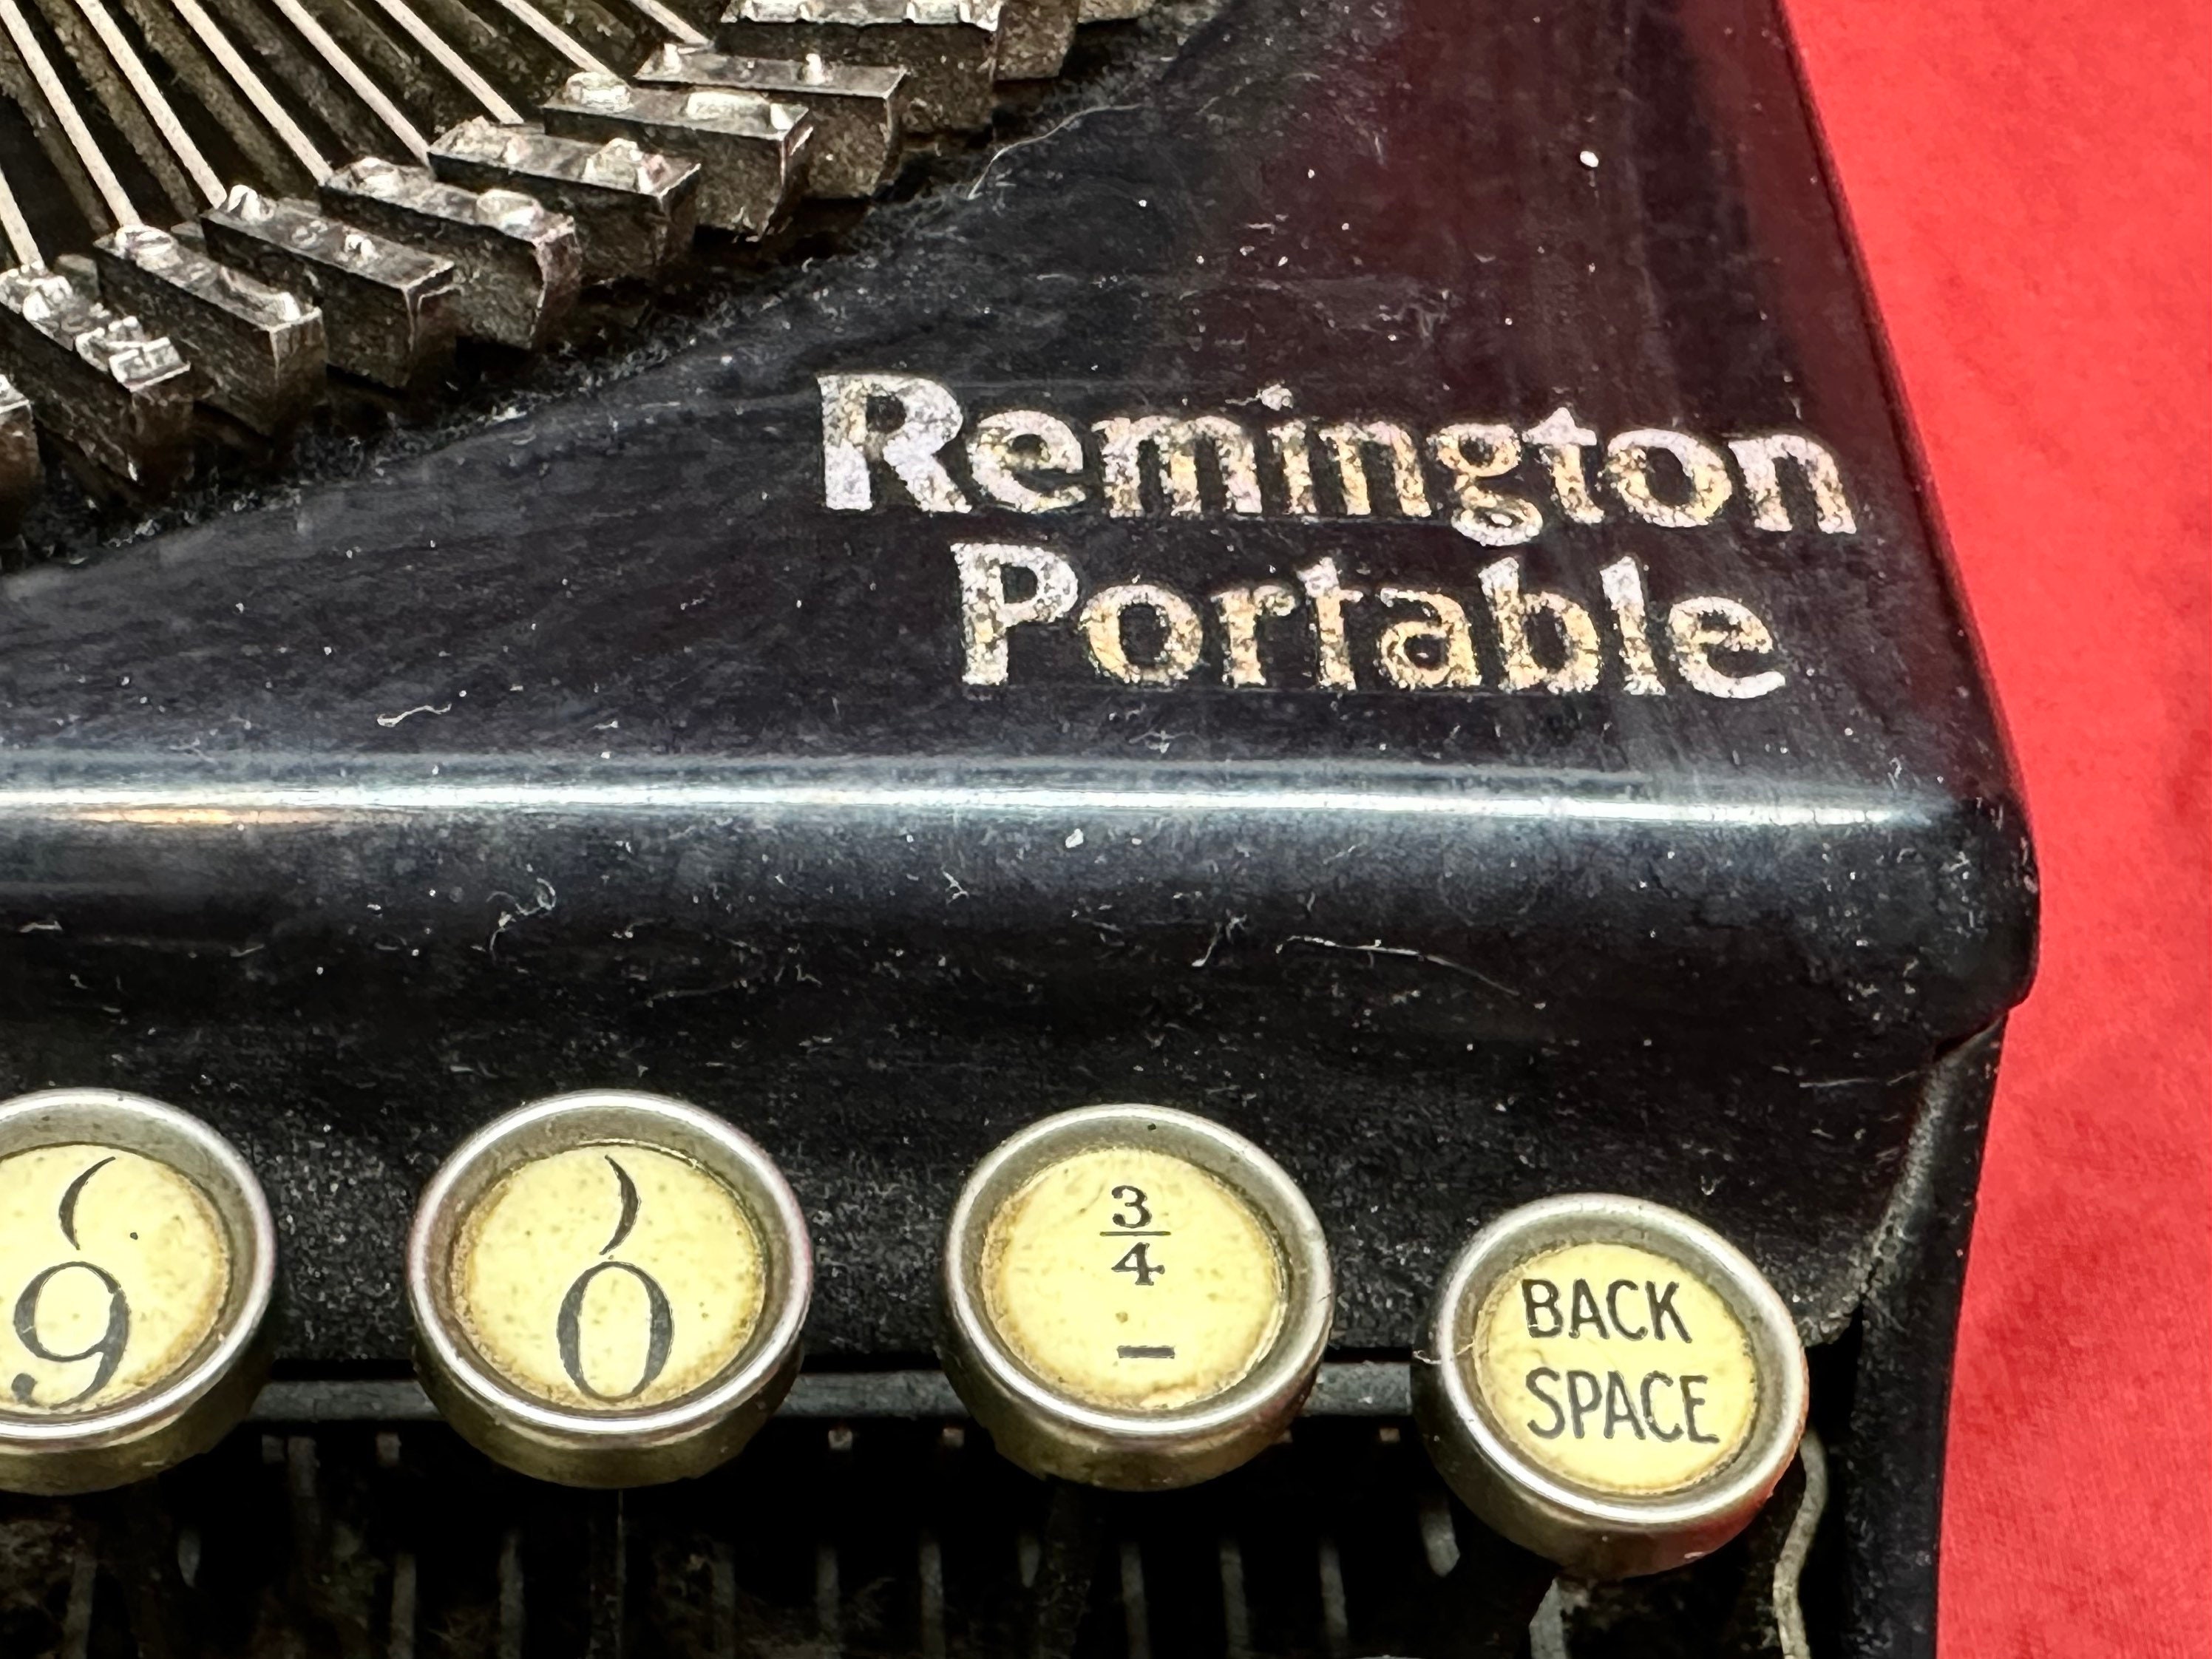 Remington
Portable
(
9
)
0
3/4
-
BACK
SPACE